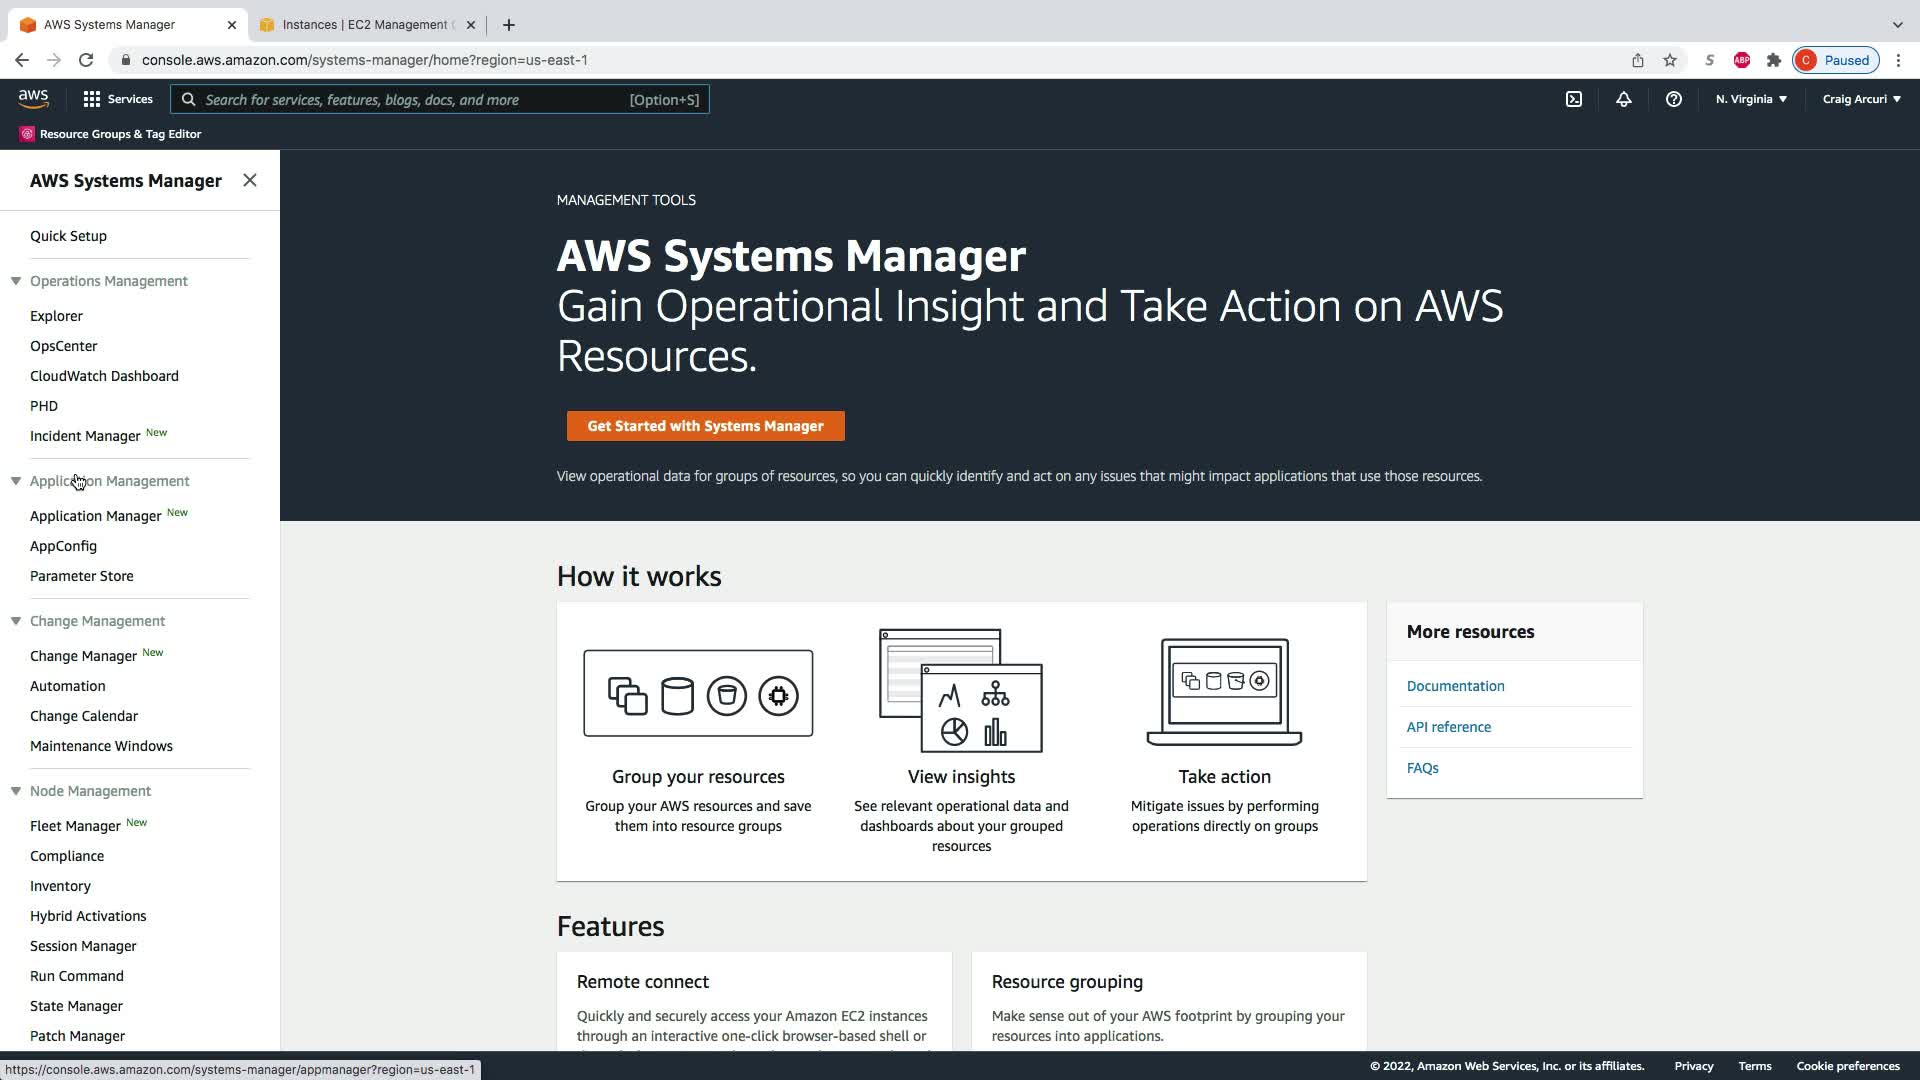 AWS Systems Manager
Instances | EC2 Management
console.aws.amazon.com/systems-manager/home?region=us-east-1
S
ABP
C Paused
aws
Services
Search for services, features, blogs, docs, and more [Option+S]
N. Virginia
Craig Arcuri
Resource Groups & Tag Editor
AWS Systems Manager
Quick Setup
Operations Management
Explorer
OpsCenter
CloudWatch Dashboard
PHD
Incident Manager New
Application Management
Application Manager New
AppConfig
Parameter Store
Change Management
Change Manager New
Automation
Change Calendar
Maintenance Windows
Node Management
Fleet Manager New
Compliance
Inventory
Hybrid Activations
Session Manager
Run Command
State Manager
Patch Manager
MANAGEMENT TOOLS
AWS Systems Manager
Gain Operational Insight and Take Action on AWS
Resources.
Get Started with Systems Manager
View operational data for groups of resources, so you can quickly identify and act on any issues that might impact applications that use those resources.
How it works
Group your resources
Group your AWS resources and save
them into resource groups
View insights
See relevant operational data and
dashboards about your grouped
resources
Take action
Mitigate issues by performing
operations directly on groups
More resources
Documentation
API reference
FAQs
Features
Remote connect
Quickly and securely access your Amazon EC2 instances
through an interactive one-click browser-based shell or
Resource grouping
Make sense out of your AWS footprint by grouping your
resources into applications.
https://console.aws.amazon.com/systems-manager/appmanager?region=us-east-1
© 2022, Amazon Web Services, Inc. or its affiliates.
Privacy
Terms
Cookie preferences